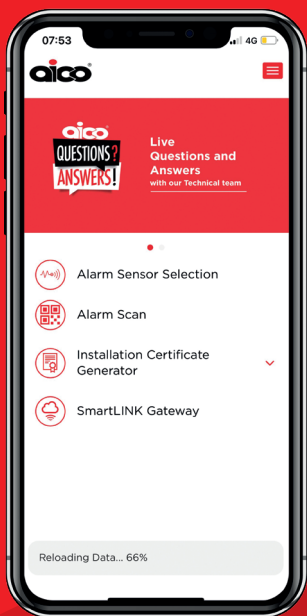 07:53
4G
aico
aico
QUESTIONS?
ANSWERS!
Live
Questions and
Answers
with our Technical team
Alarm Sensor Selection
Alarm Scan
Installation Certificate
Generator
SmartLINK Gateway
Reloading Data... 66%